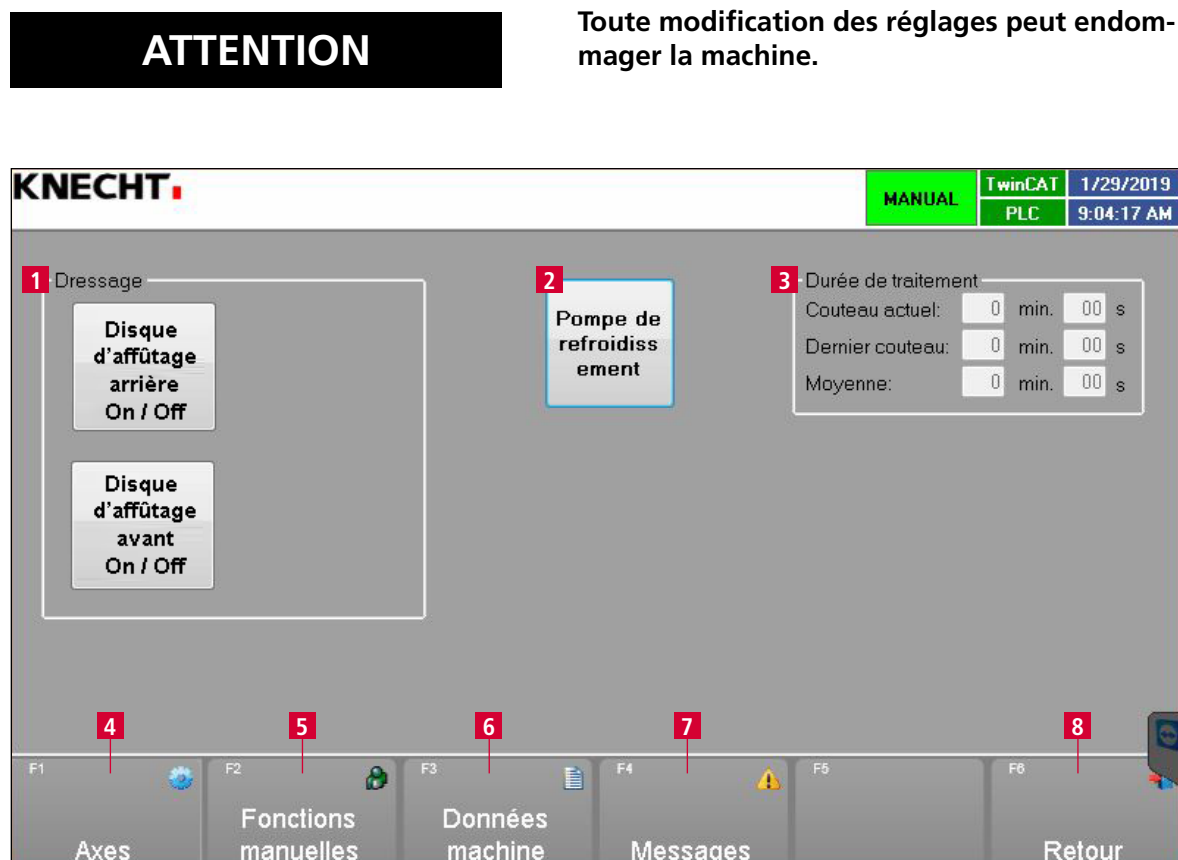 ATTENTION
Toute modification des réglages peut endom-
mager la machine.
KNECHT
MANUAL
TwinCAT
1/29/2019
PLC
9:04:17 AM
1
Dressage
Disque
d'affûtage
arrière
On / Off
Disque
d'affûtage
avant
On / Off
2
Pompe de
refroidiss
ement
3
Durée de traitement
Couteau actuel: 0 min. 00 s
Dernier couteau: 0 min. 00 s
Moyenne: 0 min. 00 s
4
5
6
7
8
F1
Axes
F2
Fonctions
manuelles
F3
Données
machine
F4
Messages
F5
F6
Retour